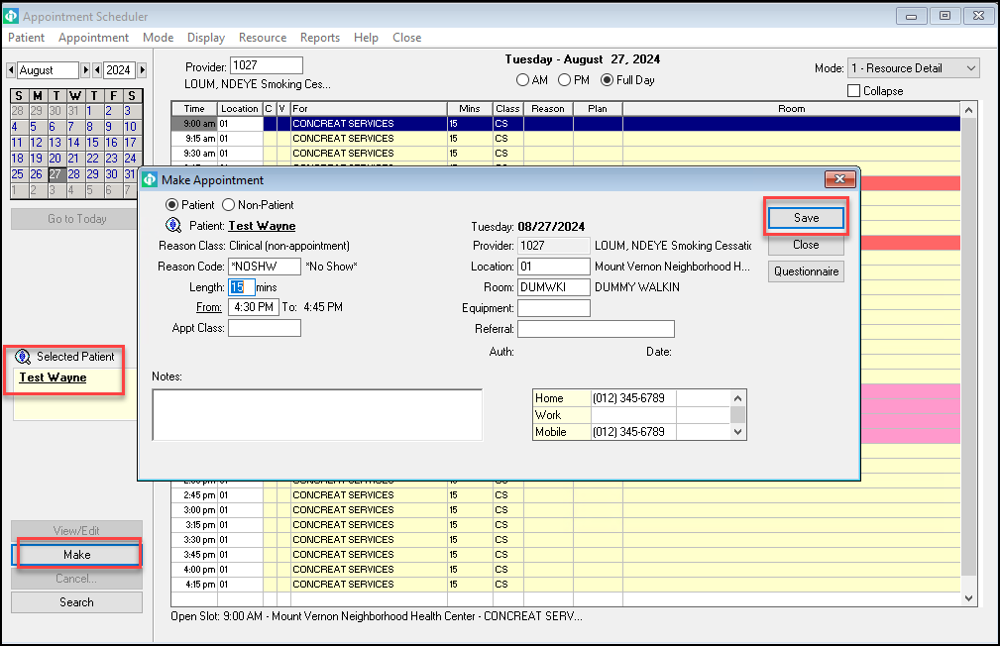 Appointment Scheduler
Patient Appointment Mode Display Resource Reports Help Close
August 2024
S M T W T F S
28 29 30 31 1 2 3
4 5 6 7 8 9 10
11 12 13 14 15 16 17
18 19 20 21 22 23 24
25 26 27 28 29 30 31
1 2 3 4 5 6 7
Go to Today
Selected Patient
Test Wayne
View/Edit
Make
Cancel...
Search
Provider: 1027
LOUM, NDEYE Smoking Ces...
Tuesday - August 27, 2024
AM PM Full Day
Mode: 1 - Resource Detail
Collapse
Time Location C V For Mins Class Reason Plan Room
9:00 am 01 CONCREAT SERVICES 15 CS
9:15 am 01 CONCREAT SERVICES 15 CS
9:30 am 01 CONCREAT SERVICES 15 CS
Make Appointment
Patient Non-Patient
Patient: Test Wayne
Reason Class: Clinical (non-appointment)
Reason Code: *NOSHW *No Show*
Length: 15 mins
From: 4:30 PM To: 4:45 PM
Appt Class:
Notes:
Tuesday: 08/27/2024
Provider: 1027 LOUM, NDEYE Smoking Cessatic
Location: 01 Mount Vernon Neighborhood H...
Room: DUMWKI DUMMY WALKIN
Equipment:
Referral:
Auth: Date:
Home (012) 345-6789
Work
Mobile (012) 345-6789
Save
Close
Questionnaire
2:45 pm 01 CONCREAT SERVICES 15 CS
3:00 pm 01 CONCREAT SERVICES 15 CS
3:15 pm 01 CONCREAT SERVICES 15 CS
3:30 pm 01 CONCREAT SERVICES 15 CS
3:45 pm 01 CONCREAT SERVICES 15 CS
4:00 pm 01 CONCREAT SERVICES 15 CS
4:15 pm 01 CONCREAT SERVICES 15 CS
Open Slot: 9:00 AM - Mount Vernon Neighborhood Health Center - CONCREAT SERV...